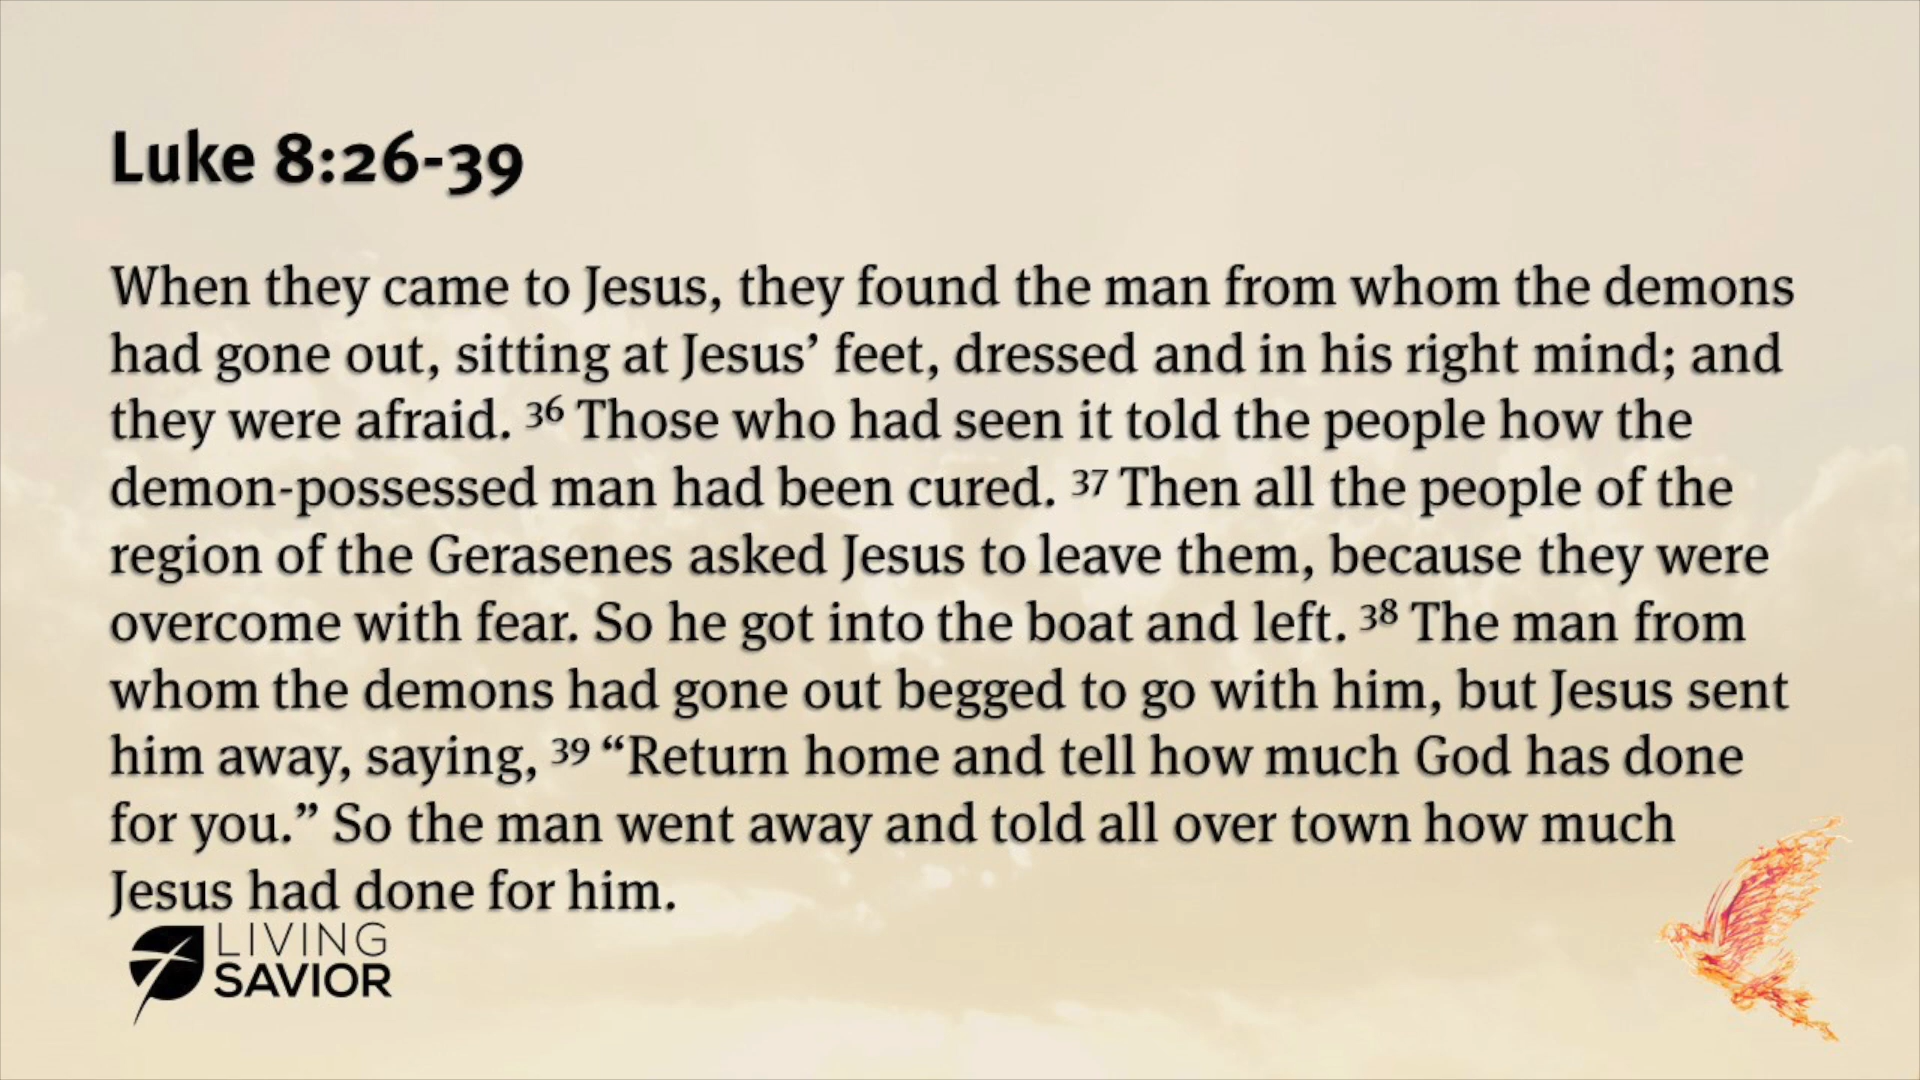 Luke 8:26-39
When they came to Jesus, they found the man from whom the demons
had gone out, sitting at Jesus’ feet, dressed and in his right mind; and
they were afraid. 36 Those who had seen it told the people how the
demon-possessed man had been cured. 37 Then all the people of the
region of the Gerasenes asked Jesus to leave them, because they were
overcome with fear. So he got into the boat and left. 38 The man from
whom the demons had gone out begged to go with him, but Jesus sent
him away, saying, 39 “Return home and tell how much God has done
for you.” So the man went away and told all over town how much
Jesus had done for him.
LIVING
SAVIOR